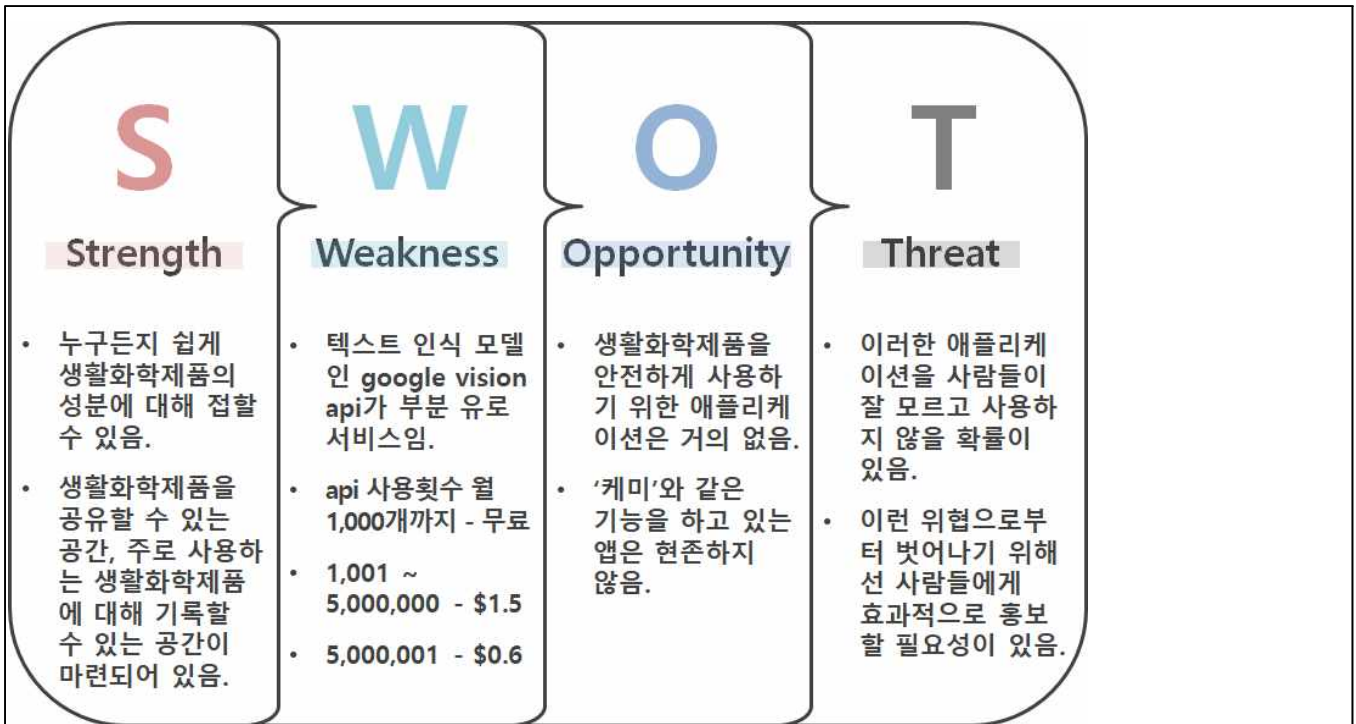 S
Strength
• 누구든지 쉽게
생활화학제품의
성분에 대해 접할
수 있음.
• 생활화학제품을
공유할 수 있는
공간, 주로 사용하
는 생활화학제품
에 대해 기록할
수 있는 공간이
마련되어 있음.
W
Weakness
• 텍스트 인식 모델
인 google vision
api가 부분 유로
서비스임.
• api 사용횟수 월
1,000개까지 - 무료
• 1,001 ~
5,000,000 - $1.5
• 5,000,001 - $0.6
O
Opportunity
• 생활화학제품을
안전하게 사용하
기 위한 애플리케
이션은 거의 없음.
• ‘케미’와 같은
기능을 하고 있는
앱은 현존하지
않음.
T
Threat
• 이러한 애플리케
이션을 사람들이
잘 모르고 사용하
지 않을 확률이
있음.
• 이런 위협으로부
터 벗어나기 위해
선 사람들에게
효과적으로 홍보
할 필요성이 있음.